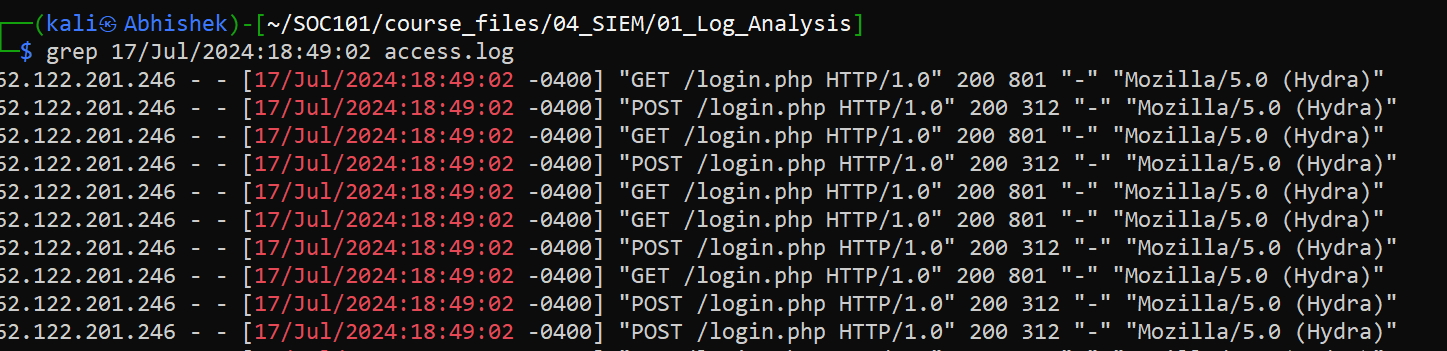 (kali㉿Abhishek)-[~/SOC101/course_files/04_SIEM/01_Log_Analysis]
$ grep 17/Jul/2024:18:49:02 access.log
62.122.201.246 - - [17/Jul/2024:18:49:02 -0400] "GET /login.php HTTP/1.0" 200 801 "-" "Mozilla/5.0 (Hydra)"
62.122.201.246 - - [17/Jul/2024:18:49:02 -0400] "POST /login.php HTTP/1.0" 200 312 "-" "Mozilla/5.0 (Hydra)"
62.122.201.246 - - [17/Jul/2024:18:49:02 -0400] "GET /login.php HTTP/1.0" 200 801 "-" "Mozilla/5.0 (Hydra)"
62.122.201.246 - - [17/Jul/2024:18:49:02 -0400] "POST /login.php HTTP/1.0" 200 312 "-" "Mozilla/5.0 (Hydra)"
62.122.201.246 - - [17/Jul/2024:18:49:02 -0400] "GET /login.php HTTP/1.0" 200 801 "-" "Mozilla/5.0 (Hydra)"
62.122.201.246 - - [17/Jul/2024:18:49:02 -0400] "GET /login.php HTTP/1.0" 200 801 "-" "Mozilla/5.0 (Hydra)"
62.122.201.246 - - [17/Jul/2024:18:49:02 -0400] "POST /login.php HTTP/1.0" 200 312 "-" "Mozilla/5.0 (Hydra)"
62.122.201.246 - - [17/Jul/2024:18:49:02 -0400] "GET /login.php HTTP/1.0" 200 801 "-" "Mozilla/5.0 (Hydra)"
62.122.201.246 - - [17/Jul/2024:18:49:02 -0400] "POST /login.php HTTP/1.0" 200 312 "-" "Mozilla/5.0 (Hydra)"
62.122.201.246 - - [17/Jul/2024:18:49:02 -0400] "POST /login.php HTTP/1.0" 200 312 "-" "Mozilla/5.0 (Hydra)"